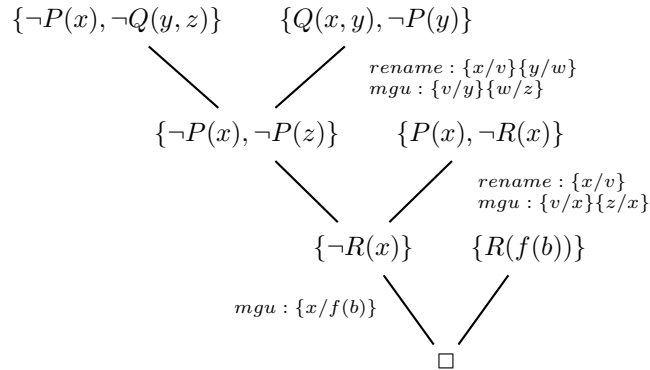 {¬P(x), ¬Q(y, z)} {Q(x, y), ¬P(y)}
rename : {x/v}{y/w}
mgu : {v/y}{w/z}
{¬P(x), ¬P(z)} {P(x), ¬R(x)}
rename : {x/v}
mgu : {v/x}{z/x}
{¬R(x)} {R(f(b))}
mgu : {x/f(b)}
□